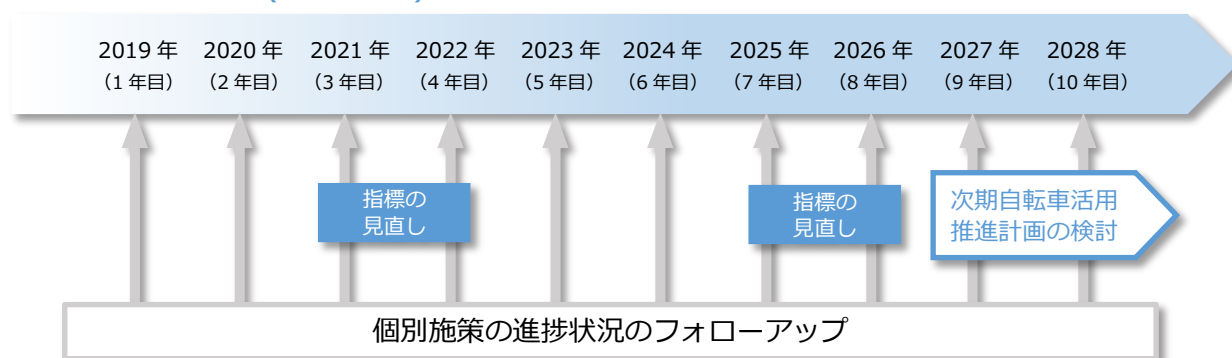 2019 年 2020 年 2021 年 2022 年 2023 年 2024 年 2025 年 2026 年 2027 年 2028 年
（1 年目） （2 年目） （3 年目） （4 年目） （5 年目） （6 年目） （7 年目） （8 年目） （9 年目） （10 年目）
指標の
見直し
指標の
見直し
次期自転車活用
推進計画の検討
個別施策の進捗状況のフォローアップ